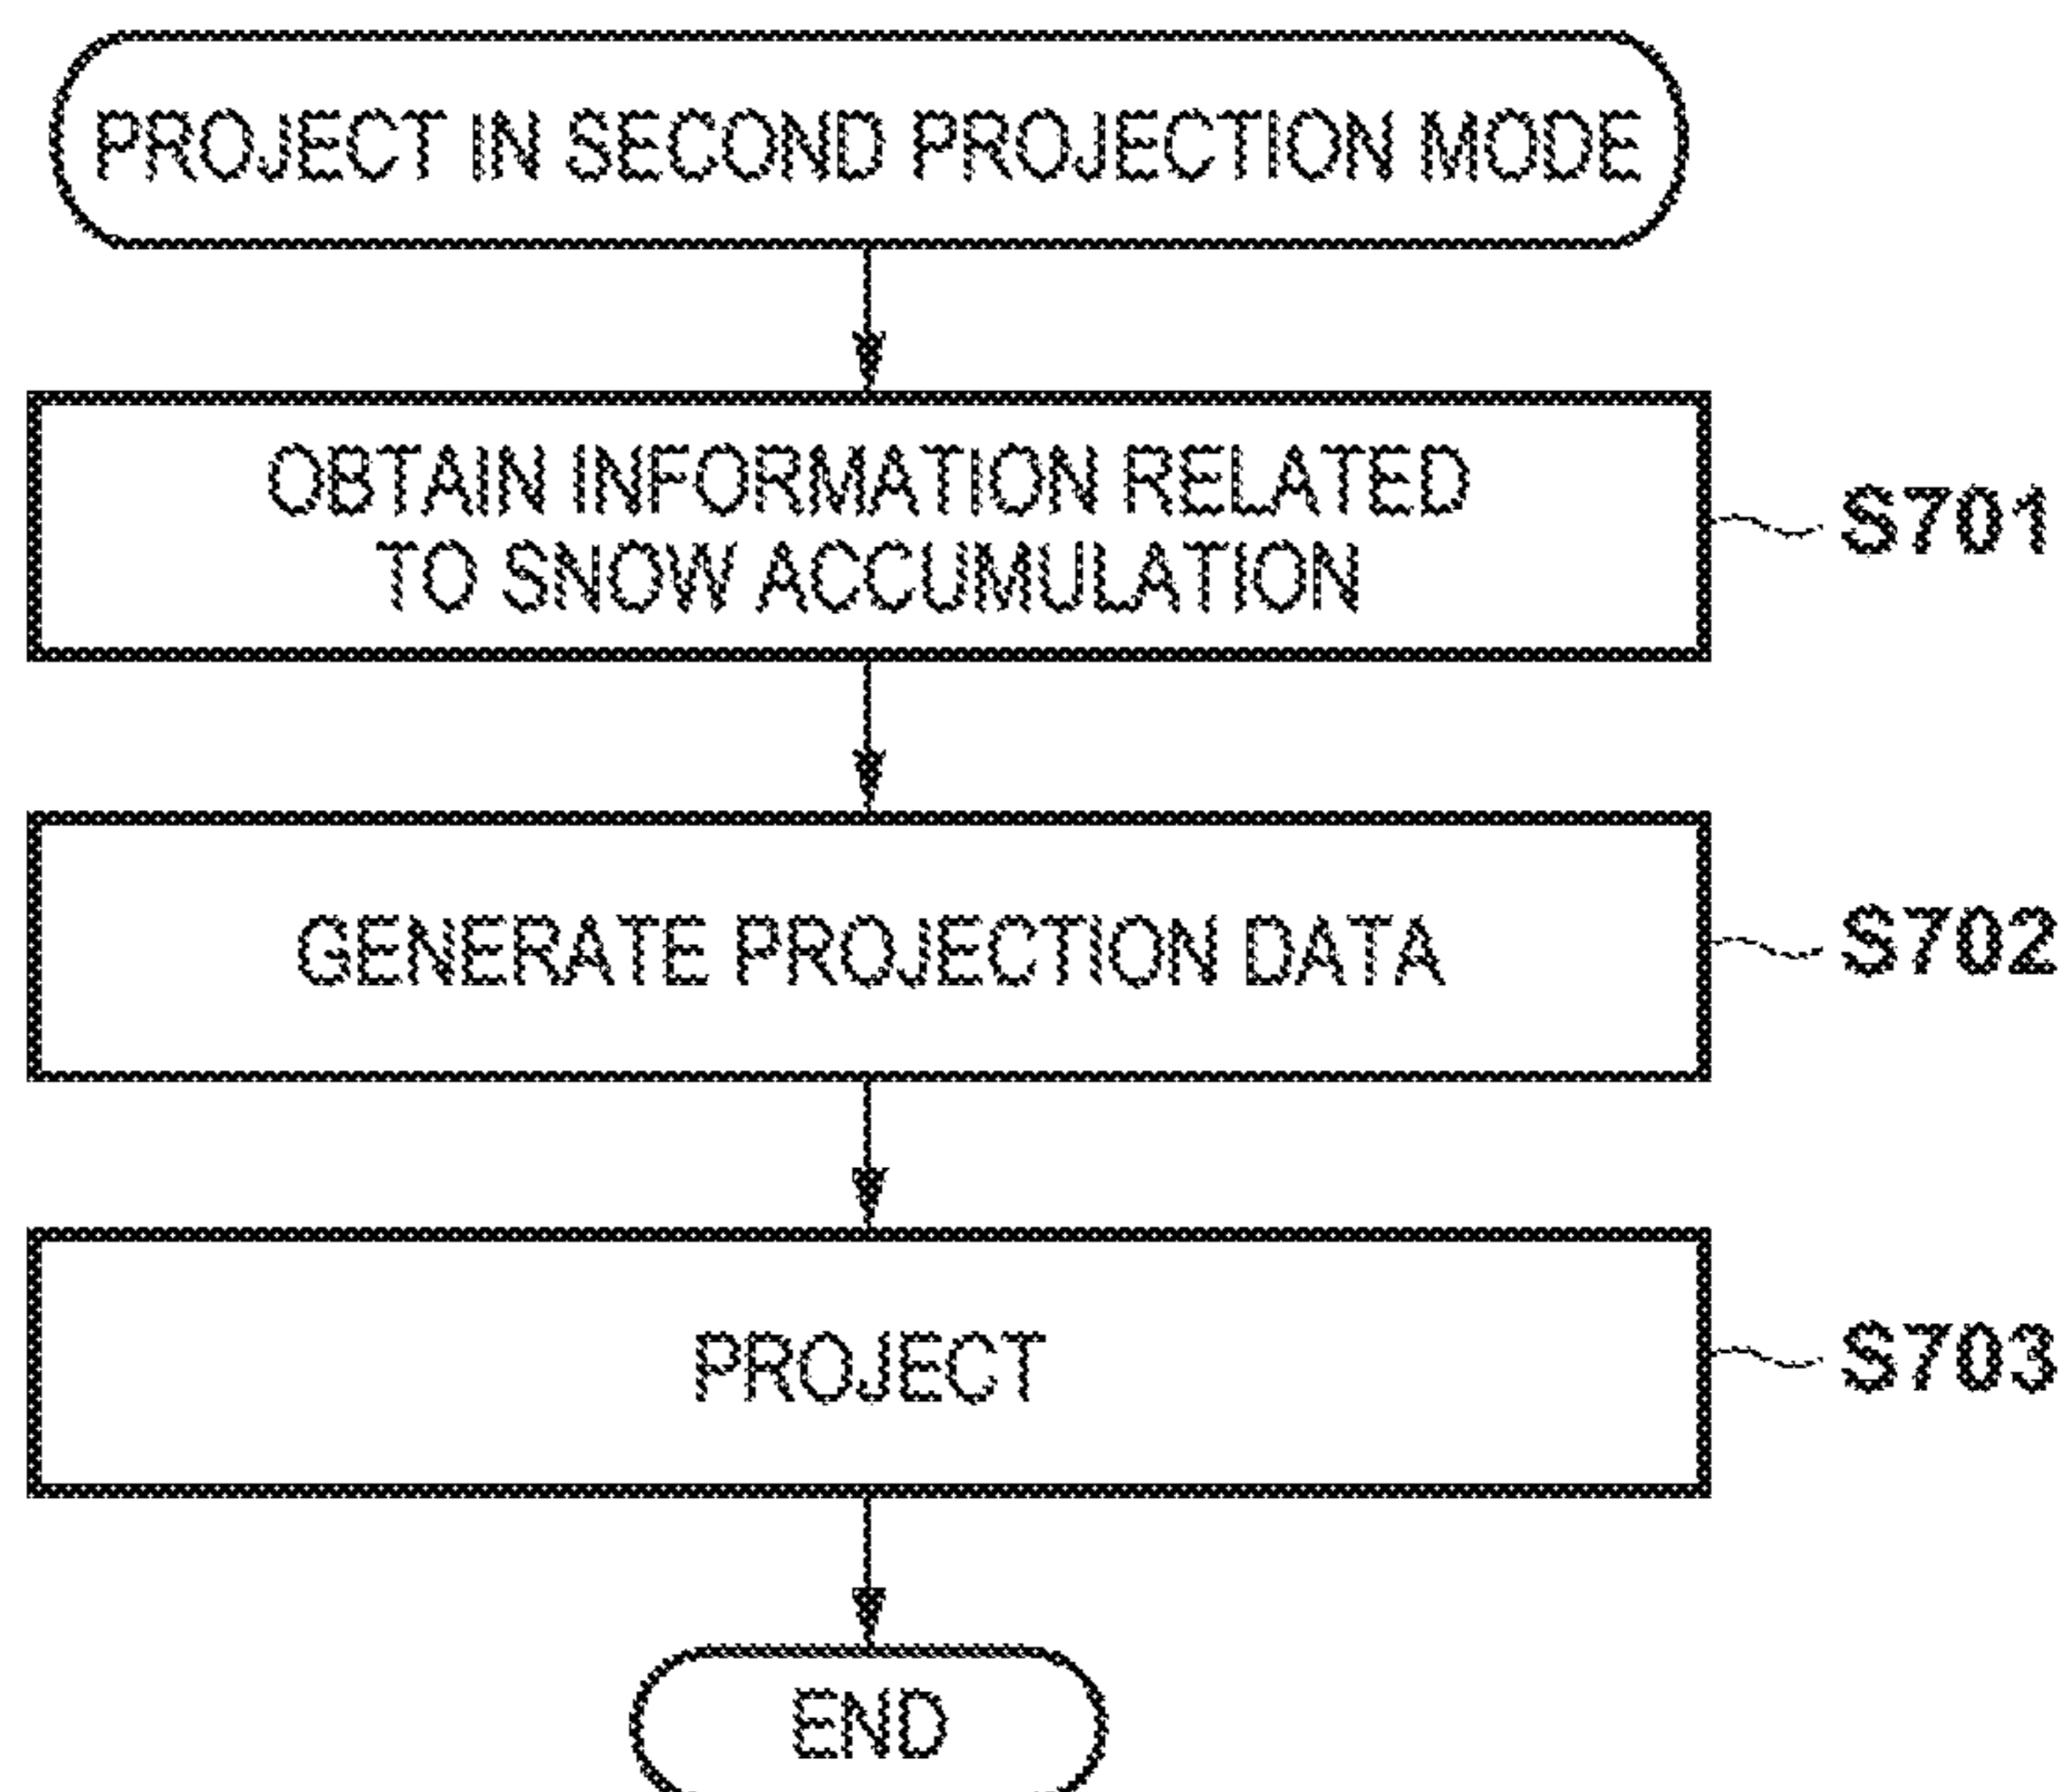 PROJECT IN SECOND PROJECTION MODE
OBTAIN INFORMATION RELATED
TO SNOW ACCUMULATION
S701
GENERATE PROJECTION DATA
S702
PROJECT
S703
END